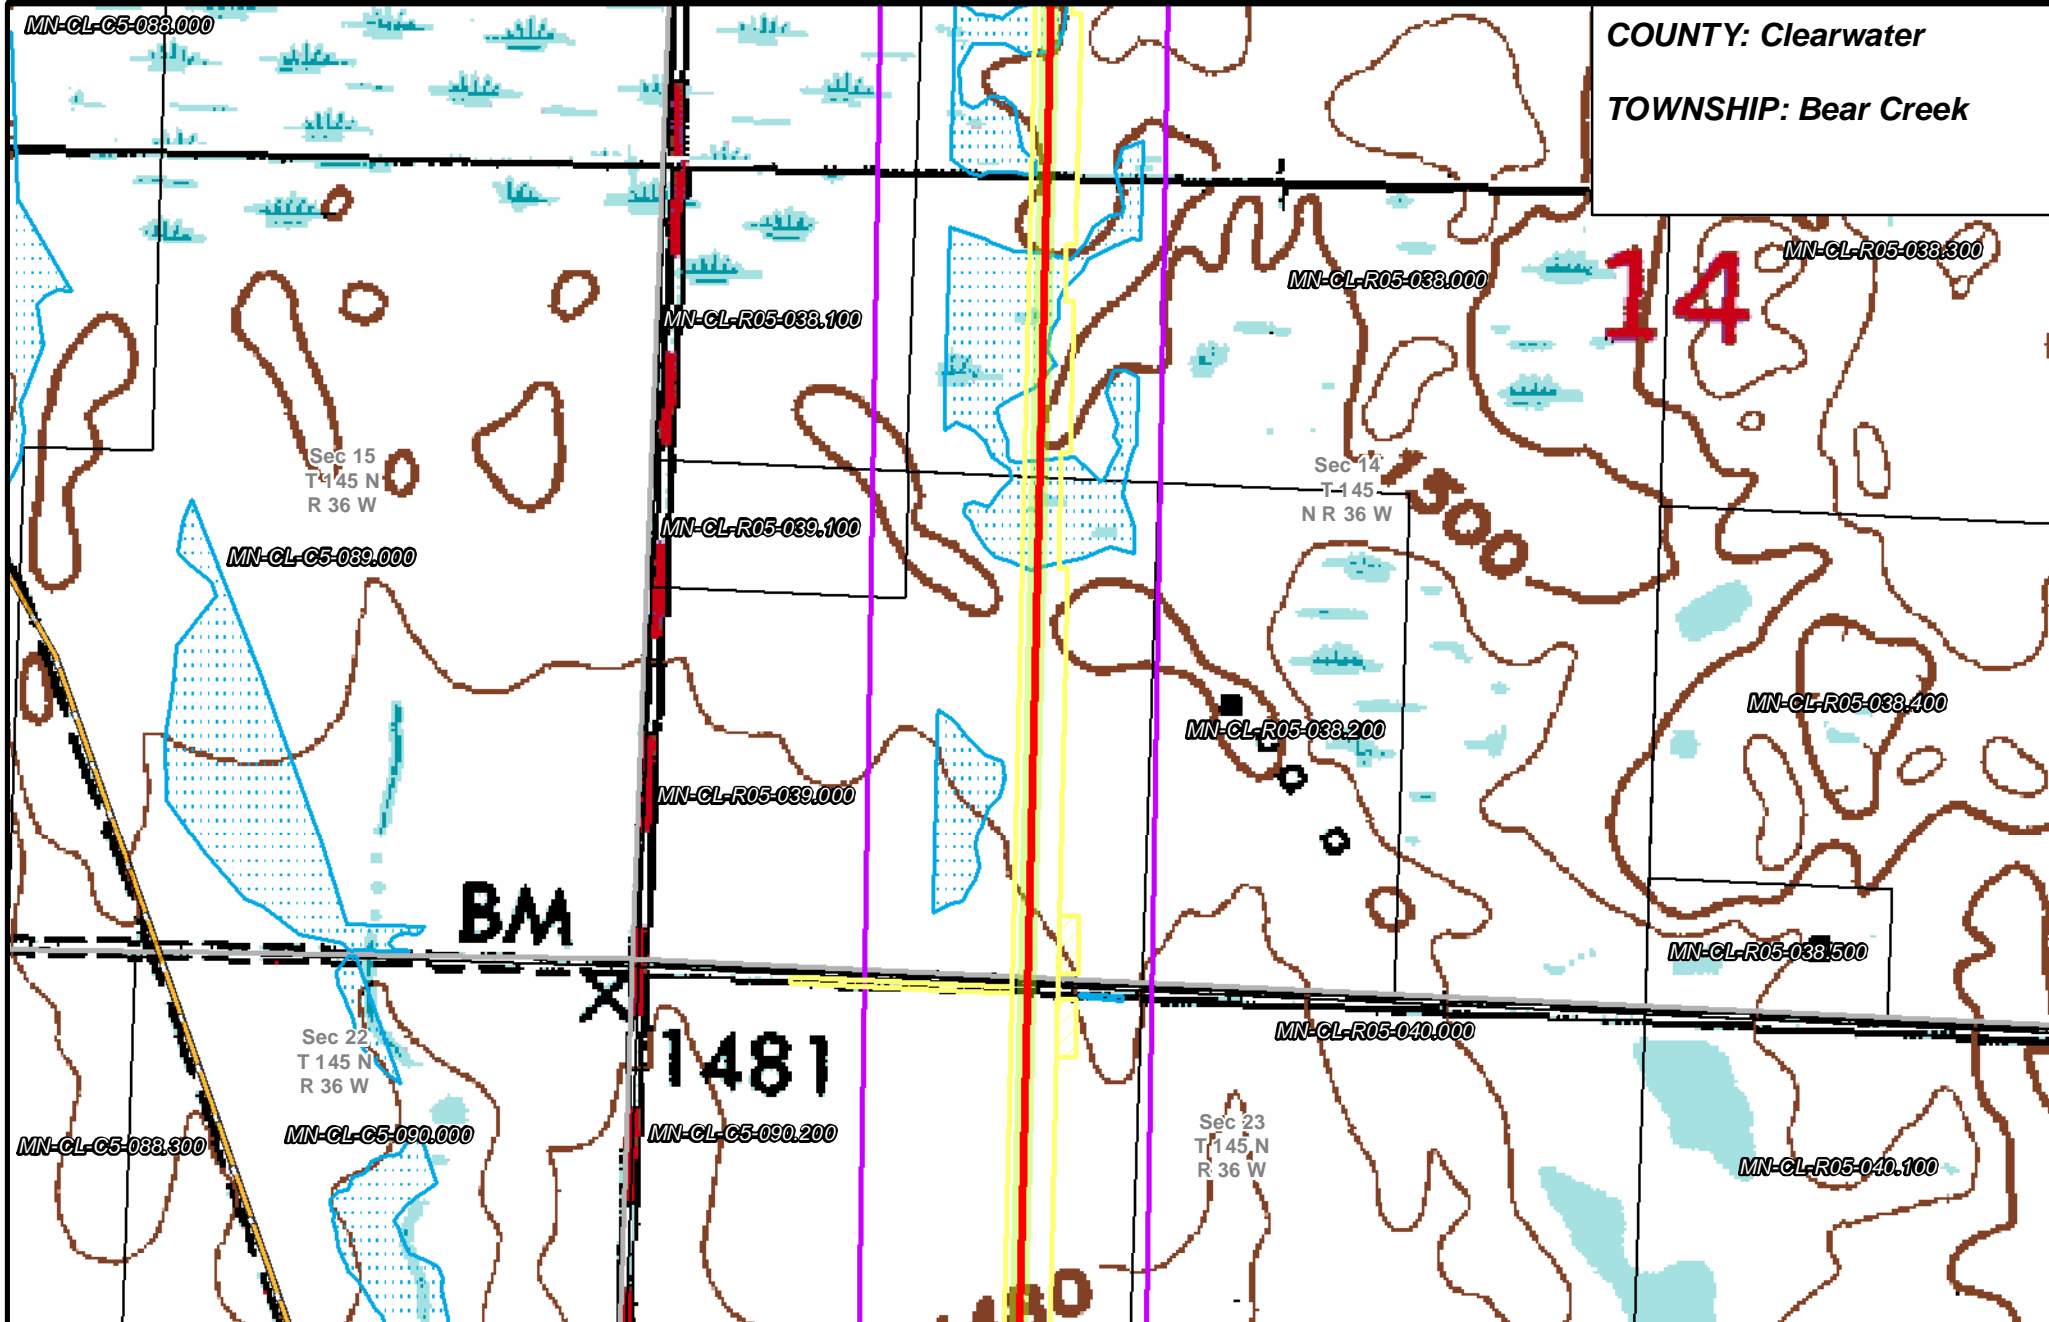 MN-CL-C5-088.000
COUNTY: Clearwater
TOWNSHIP: Bear Creek
MN-CL-R05-038.300
MN-CL-R05-038.000
14
MN-CL-R05-038.100
Sec 15
T 145 N
R 36 W
Sec 14
T 145
N R 36 W
1500
MN-CL-R05-039.100
MN-CL-C5-089.000
MN-CL-R05-038.400
MN-CL-R05-038.200
MN-CL-R05-039.000
BM
MN-CL-R05-038.500
MN-CL-R05-040.000
Sec 22
T 145 N
R 36 W
1481
MN-CL-C5-088.300
MN-CL-C5-090.000
MN-CL-C5-090.200
Sec 23
T 145 N
R 36 W
MN-CL-R05-040.100